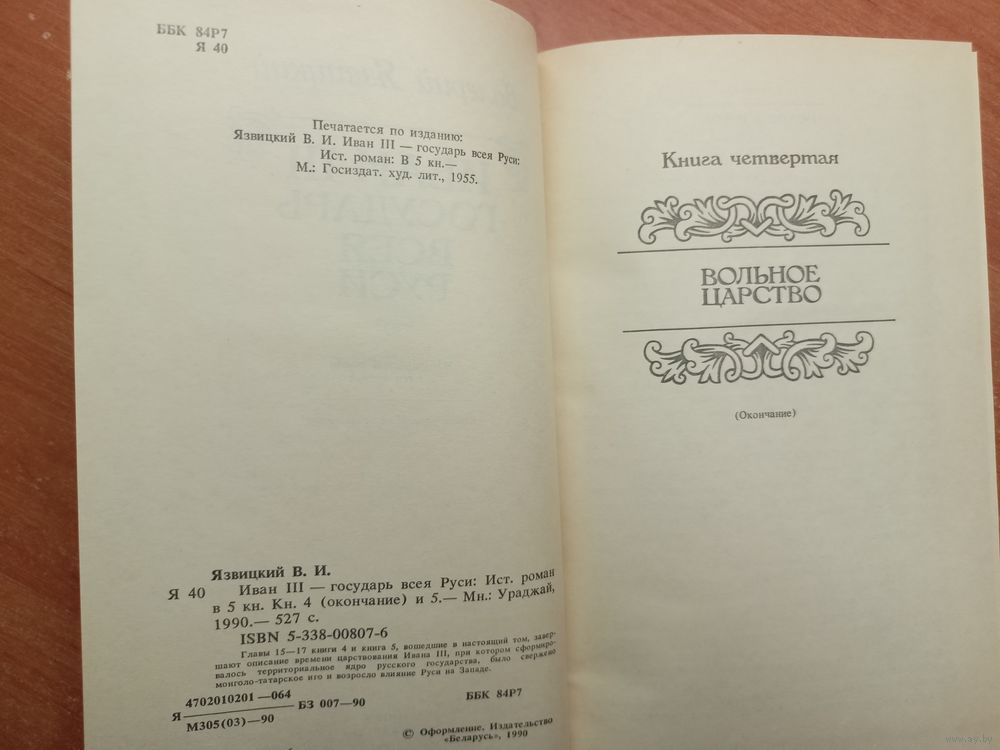 ББК 84Р7
Я 40
Печатается по изданию:
Язвицкий В. И. Иван III — государь всея Руси:
Ист. роман: В 5 кн.—
М.: Госиздат. худ. лит., 1955.
Язвицкий В. И.
Я 40 Иван III — государь всея Руси: Ист. роман
в 5 кн. Кн. 4 (окончание) и 5.— Мн.: Ураджай,
1990.— 527 с.
ISBN 5-338-00807-6
Главы 15—17 книги 4 и книга 5, вошедшие в настоящий том, завер-
шают описание времени царствования Ивана III, при котором сформиро-
валось территориальное ядро русского государства, было свержено
монголо-татарское иго и возросло влияние Руси на Западе.
4702010201—064
Я
БЗ 007—90
М305(03)—90
ББК 84Р7
© Оформление. Издательство
«Беларусь», 1990
Книга четвертая
ВОЛЬНОЕ
ЦАРСТВО
(Окончание)